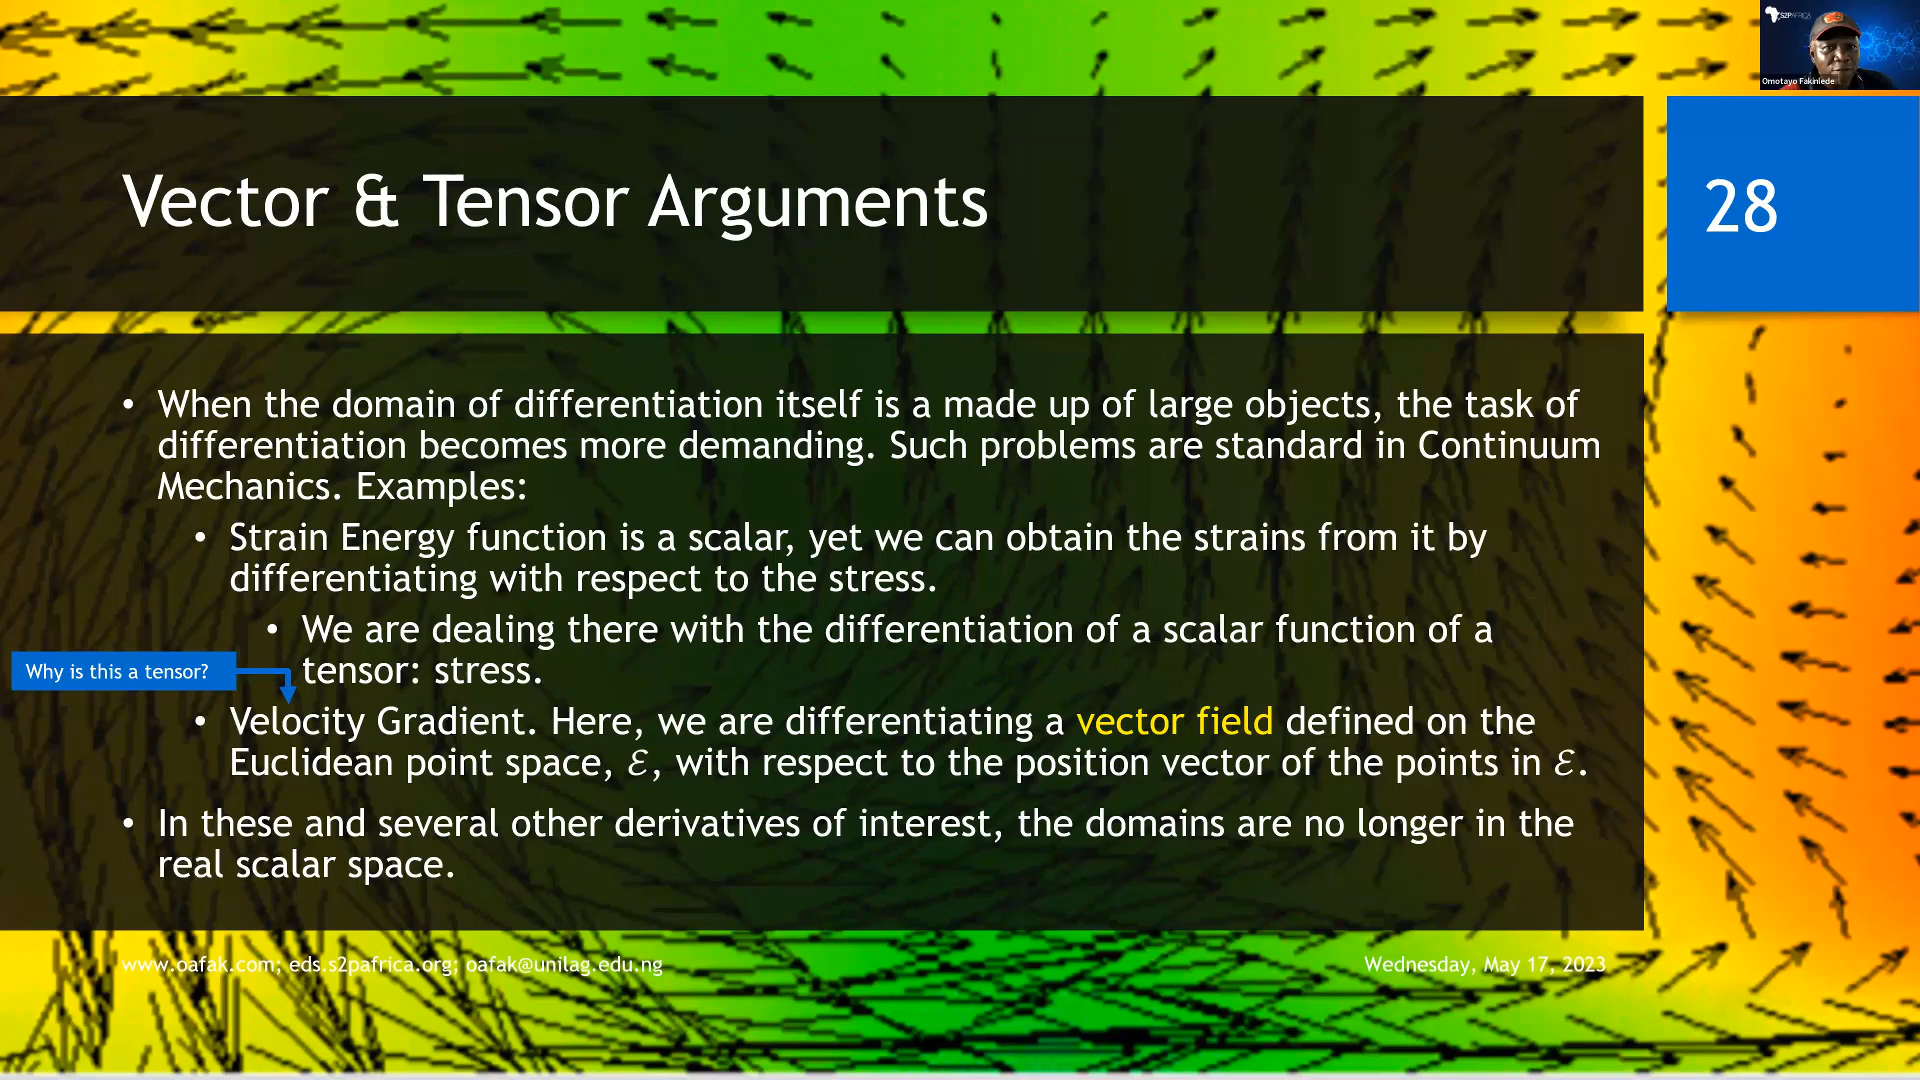 S2PAFRICA
Omotayo Fakinlede
Vector & Tensor Arguments
28
• When the domain of differentiation itself is a made up of large objects, the task of
differentiation becomes more demanding. Such problems are standard in Continuum
Mechanics. Examples:
• Strain Energy function is a scalar, yet we can obtain the strains from it by
differentiating with respect to the stress.
• We are dealing there with the differentiation of a scalar function of a
tensor: stress.
Why is this a tensor?
• Velocity Gradient. Here, we are differentiating a vector field defined on the
Euclidean point space, ℰ, with respect to the position vector of the points in ℰ.
• In these and several other derivatives of interest, the domains are no longer in the
real scalar space.
www.oafak.com; eds.s2pafrica.org; oafak@unilag.edu.ng
Wednesday, May 17, 2023